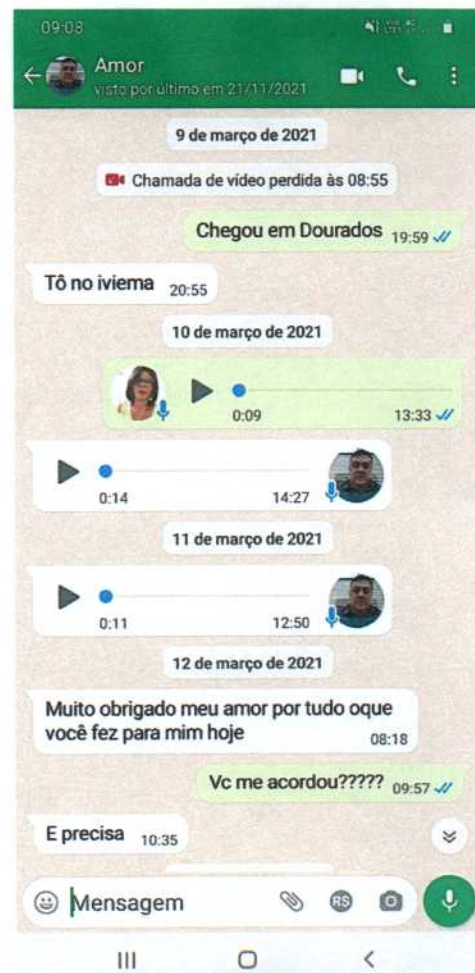 09:08
Amor
visto por último em 21/11/2021
9 de março de 2021
Chamada de vídeo perdida às 08:55
Chegou em Dourados 19:59
Tô no iviema 20:55
10 de março de 2021
0:09 13:33
0:14 14:27
11 de março de 2021
0:11 12:50
12 de março de 2021
Muito obrigado meu amor por tudo oque
você fez para mim hoje 08:18
Vc me acordou????? 09:57
E precisa 10:35
Mensagem R$